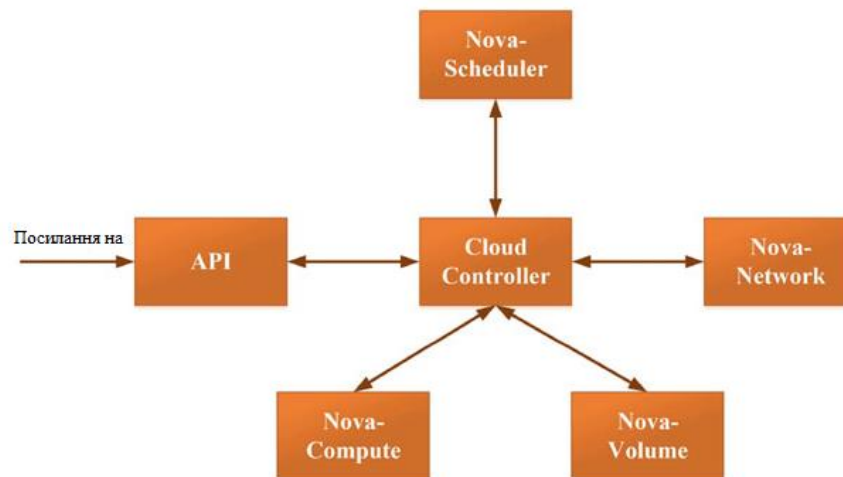 Nova-
Scheduler
Посилання на
API
Cloud
Controller
Nova-
Network
Nova-
Compute
Nova-
Volume